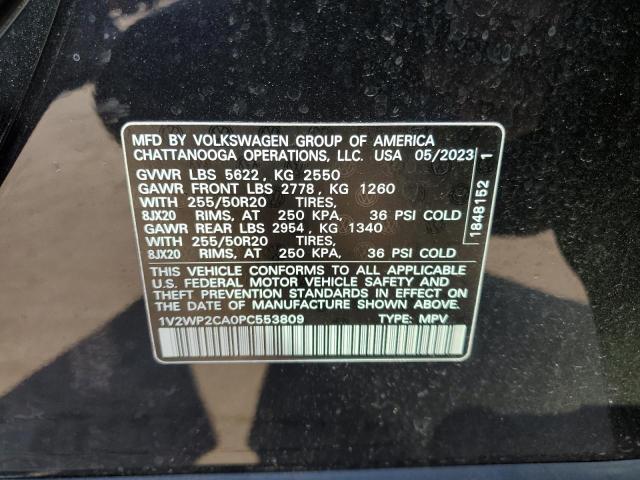 MFD BY VOLKSWAGEN GROUP OF AMERICA
CHATTANOOGA OPERATIONS, LLC. USA 05/2023
GVWR LBS 5622, KG 2550
GAWR FRONT LBS 2778, KG 1260
WITH 255/50R20 TIRES,
8JX20 RIMS, AT 250 KPA, 36 PSI COLD
GAWR REAR LBS 2954, KG 1340
WITH 255/50R20 TIRES,
8JX20 RIMS, AT 250 KPA, 36 PSI COLD
THIS VEHICLE CONFORMS TO ALL APPLICABLE
U.S. FEDERAL MOTOR VEHICLE SAFETY AND
THEFT PREVENTION STANDARDS IN EFFECT
ON THE DATE OF MANUFACTURE SHOWN ABOVE.
1V2WP2CA0PC553809 TYPE: MPV
1848152 1